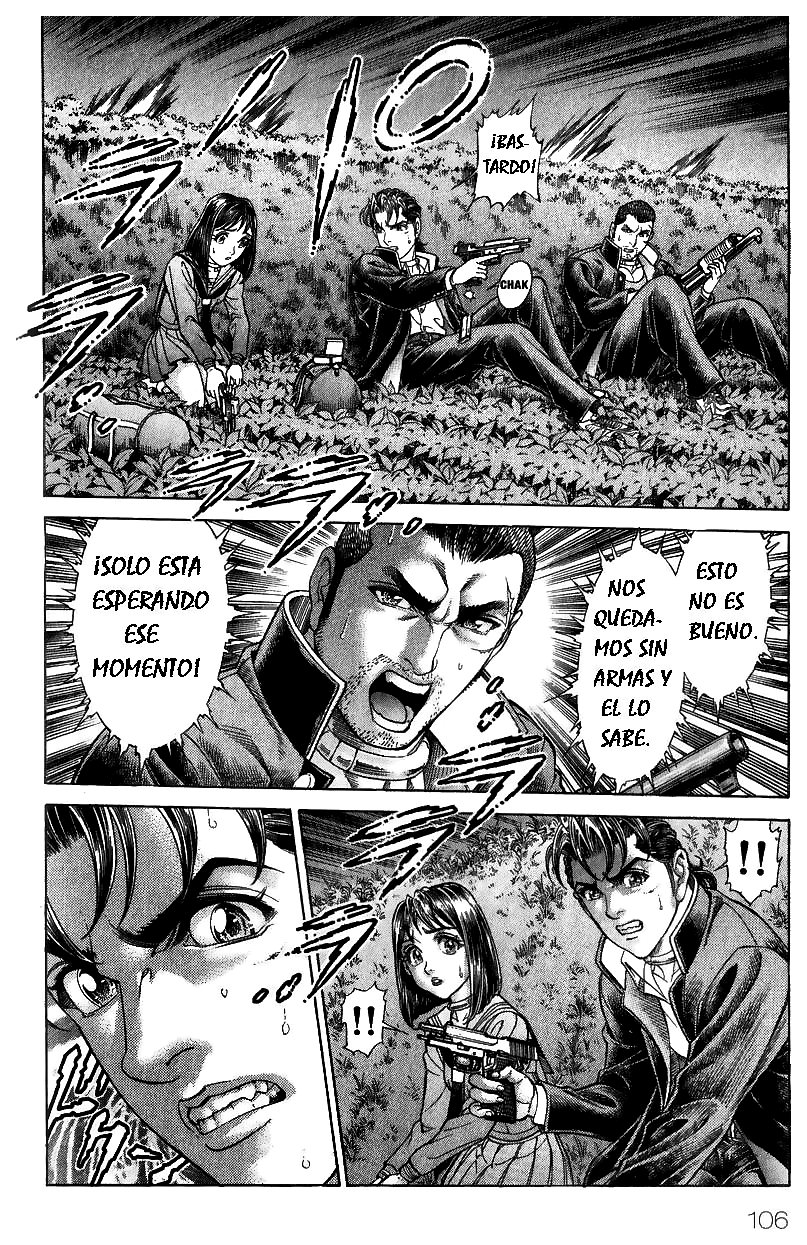 ¡BAS-
TARDO!
CHAK
ESTO
NO ES
BUENO.
NOS
QUEDA-
MOS SIN
ARMAS Y
EL LO
SABE.
¡SOLO ESTA
ESPERANDO
ESE
MOMENTO!
!!
!!
106